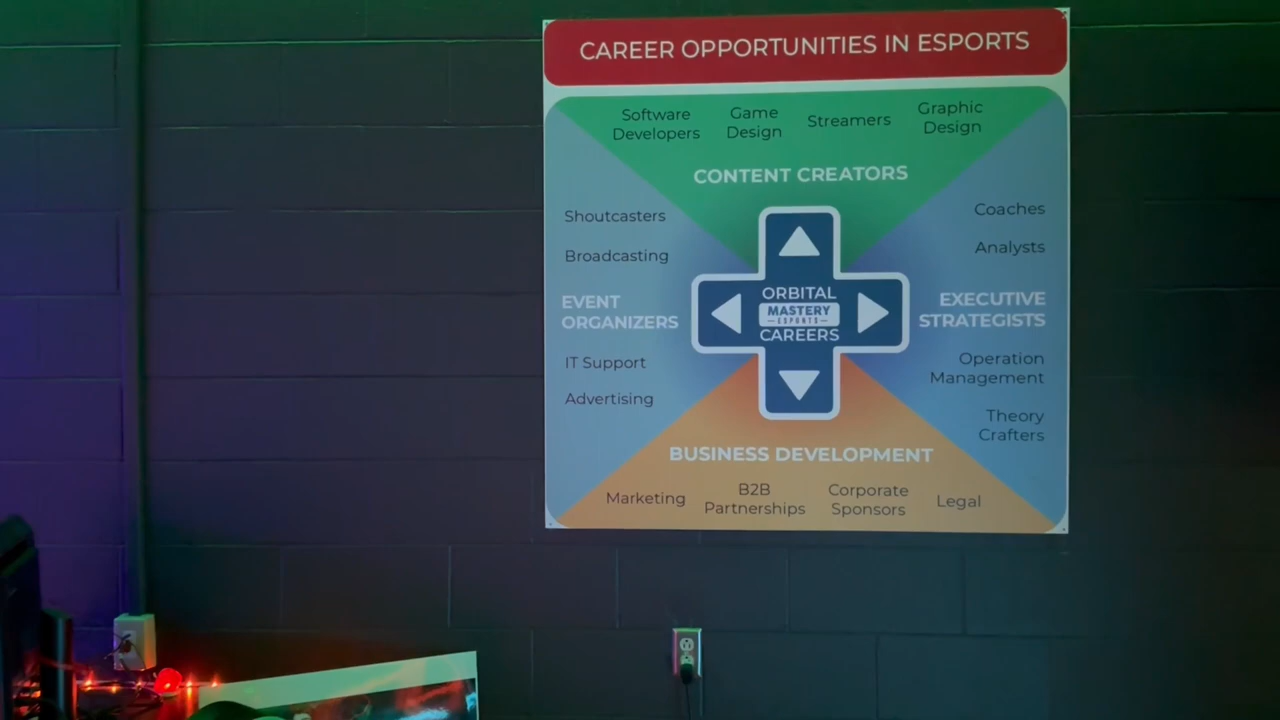 CAREER OPPORTUNITIES IN ESPORTS
Software
Developers
Game
Design
Streamers
Graphic
Design
CONTENT CREATORS
Shoutcasters
Broadcasting
EVENT
ORGANIZERS
IT Support
Advertising
ORBITAL
MASTERY
ESPORTS
CAREERS
Coaches
Analysts
EXECUTIVE
STRATEGISTS
Operation
Management
Theory
Crafters
BUSINESS DEVELOPMENT
Marketing
B2B
Partnerships
Corporate
Sponsors
Legal